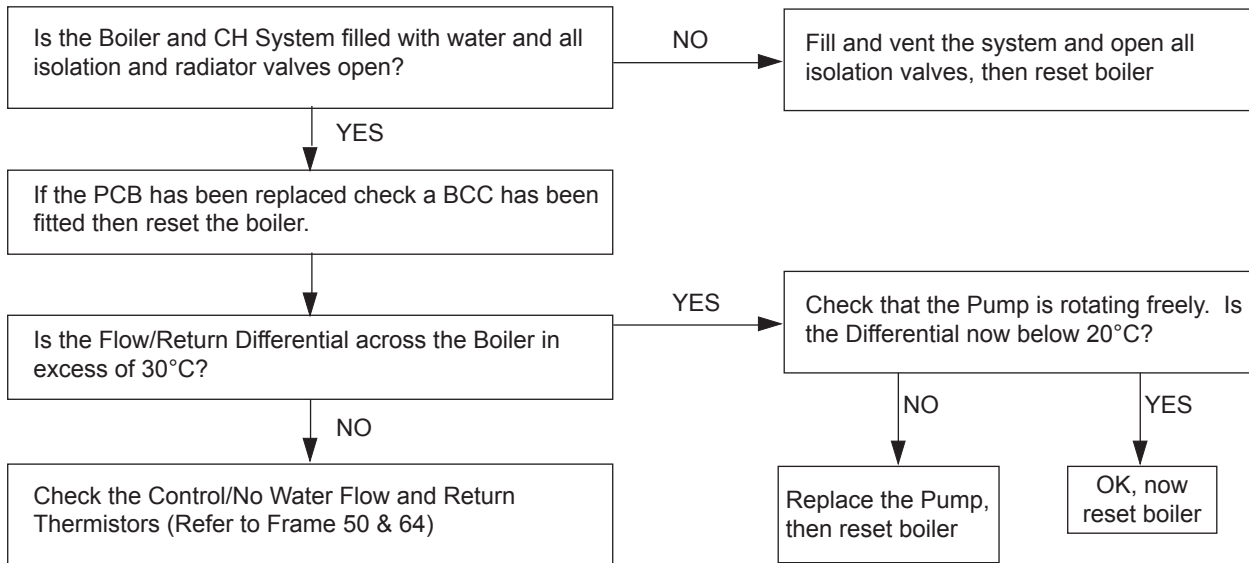 Is the Boiler and CH System filled with water and all
isolation and radiator valves open?
NO
Fill and vent the system and open all
isolation valves, then reset boiler
YES
If the PCB has been replaced check a BCC has been
fitted then reset the boiler.
Is the Flow/Return Differential across the Boiler in
excess of 30°C?
YES
Check that the Pump is rotating freely.  Is
the Differential now below 20°C?
NO
Check the Control/No Water Flow and Return
Thermistors (Refer to Frame 50 & 64)
NO
Replace the Pump,
then reset boiler
YES
OK, now
reset boiler